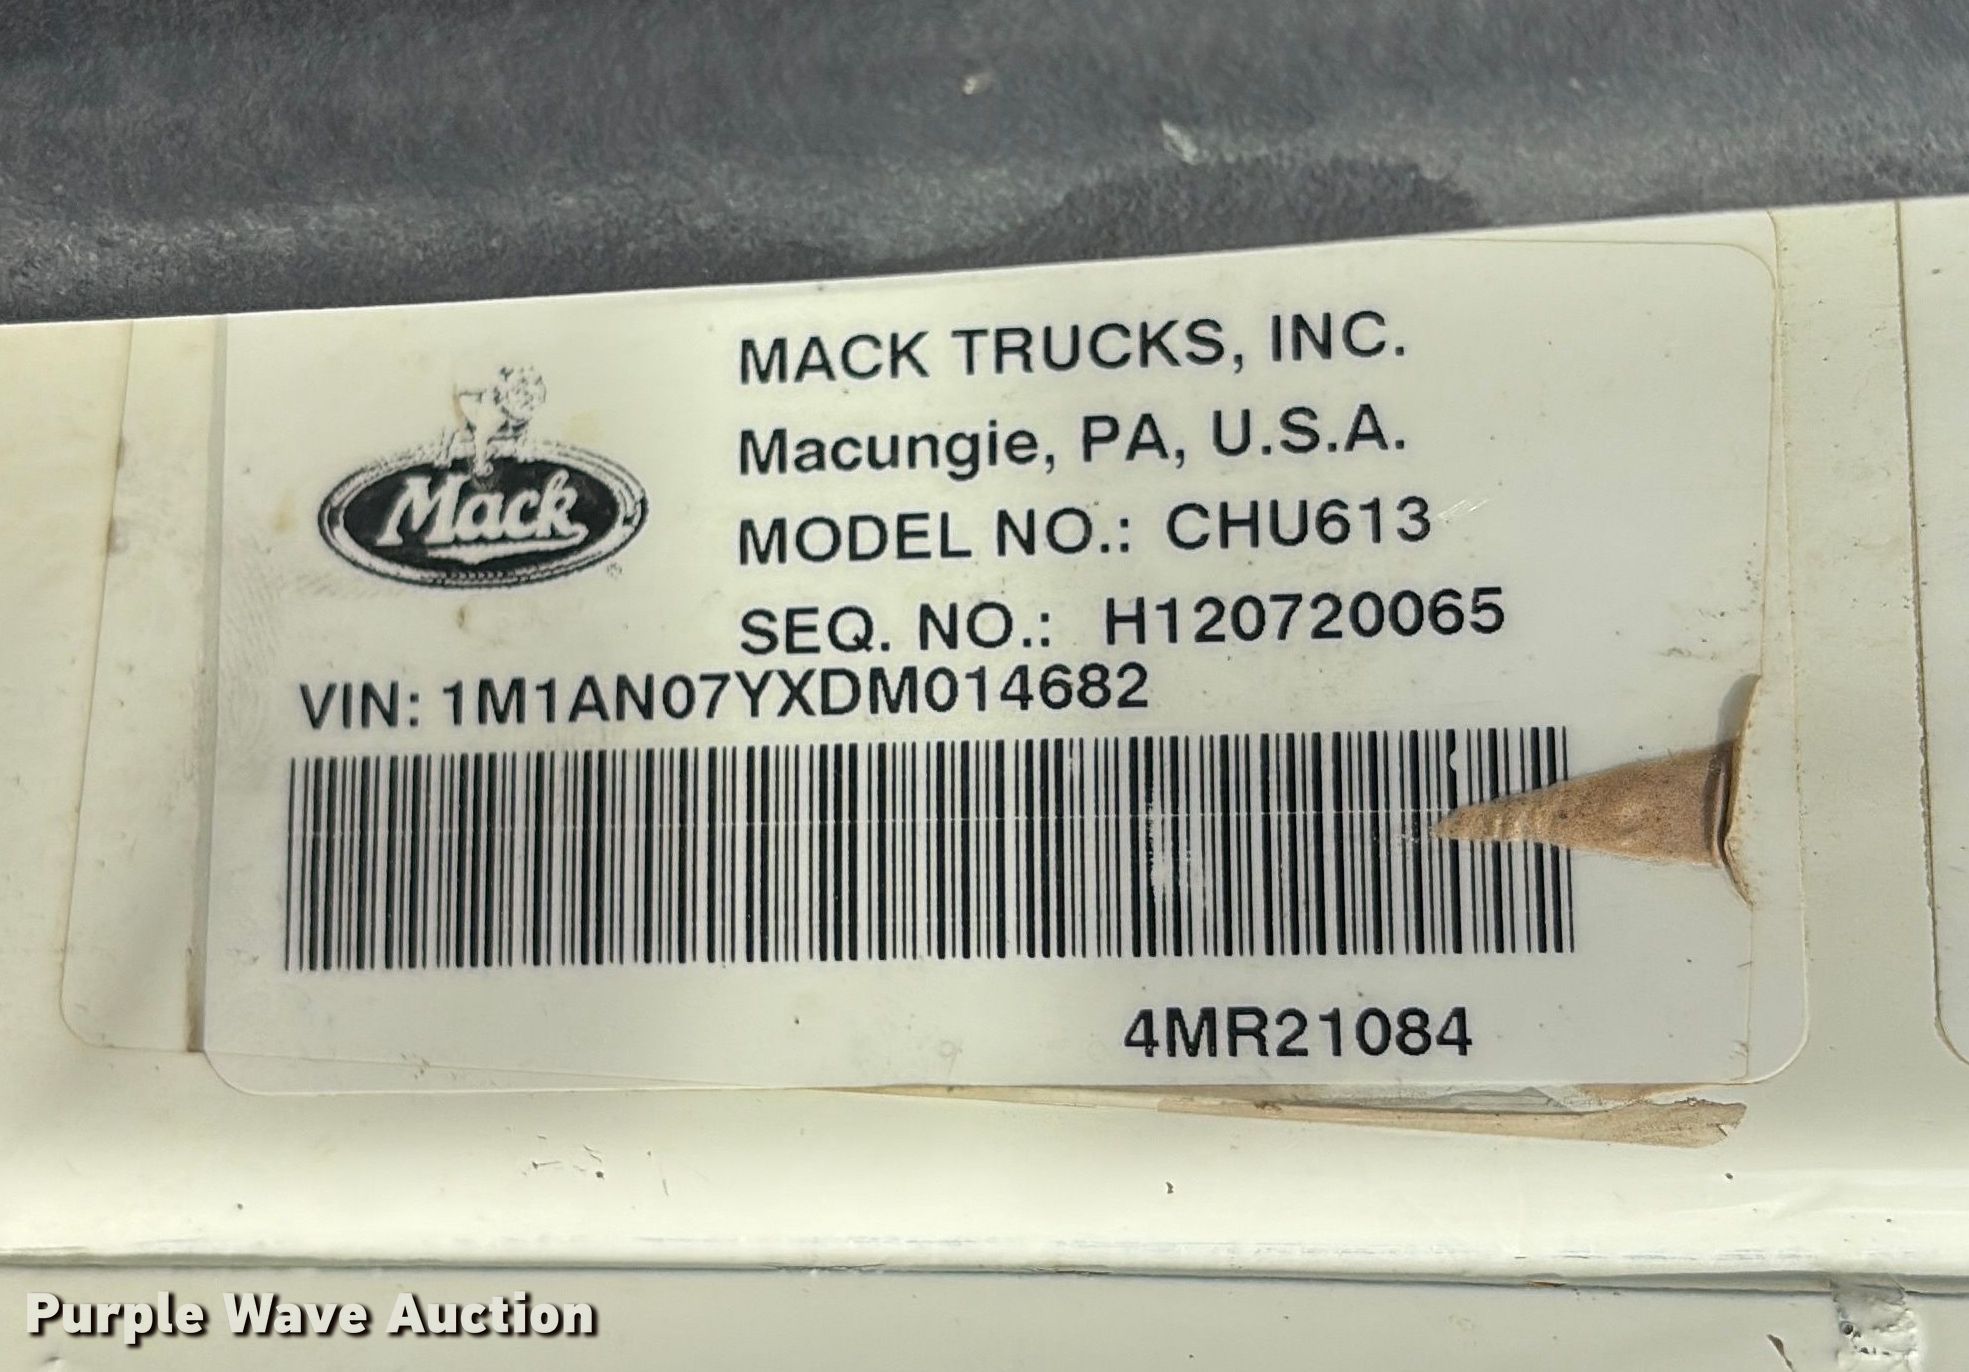 MACK TRUCKS, INC.
Macungie, PA, U.S.A.
Mack
MODEL NO.: CHU613
SEQ. NO.: H120720065
VIN: 1M1AN07YXDM014682
4MR21084
Purple Wave Auction